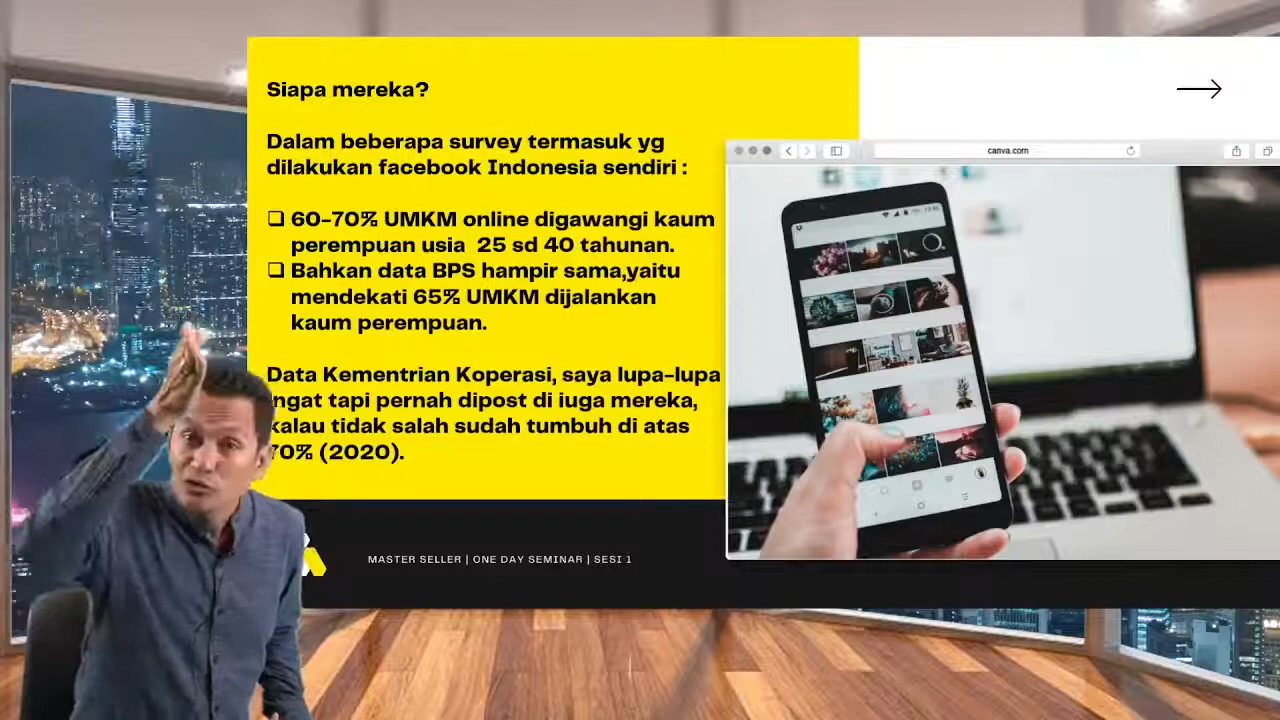 Siapa mereka?
Dalam beberapa survey termasuk yg
dilakukan facebook Indonesia sendiri :
❑ 60-70% UMKM online digawangi kaum
perempuan usia 25 sd 40 tahunan.
❑ Bahkan data BPS hampir sama,yaitu
mendekati 65% UMKM dijalankan
kaum perempuan.
Data Kementrian Koperasi, saya lupa-lupa
ngat tapi pernah dipost di iuga mereka,
kalau tidak salah sudah tumbuh di atas
70% (2020).
canva.com
MASTER SELLER | ONE DAY SEMINAR | SESI 1